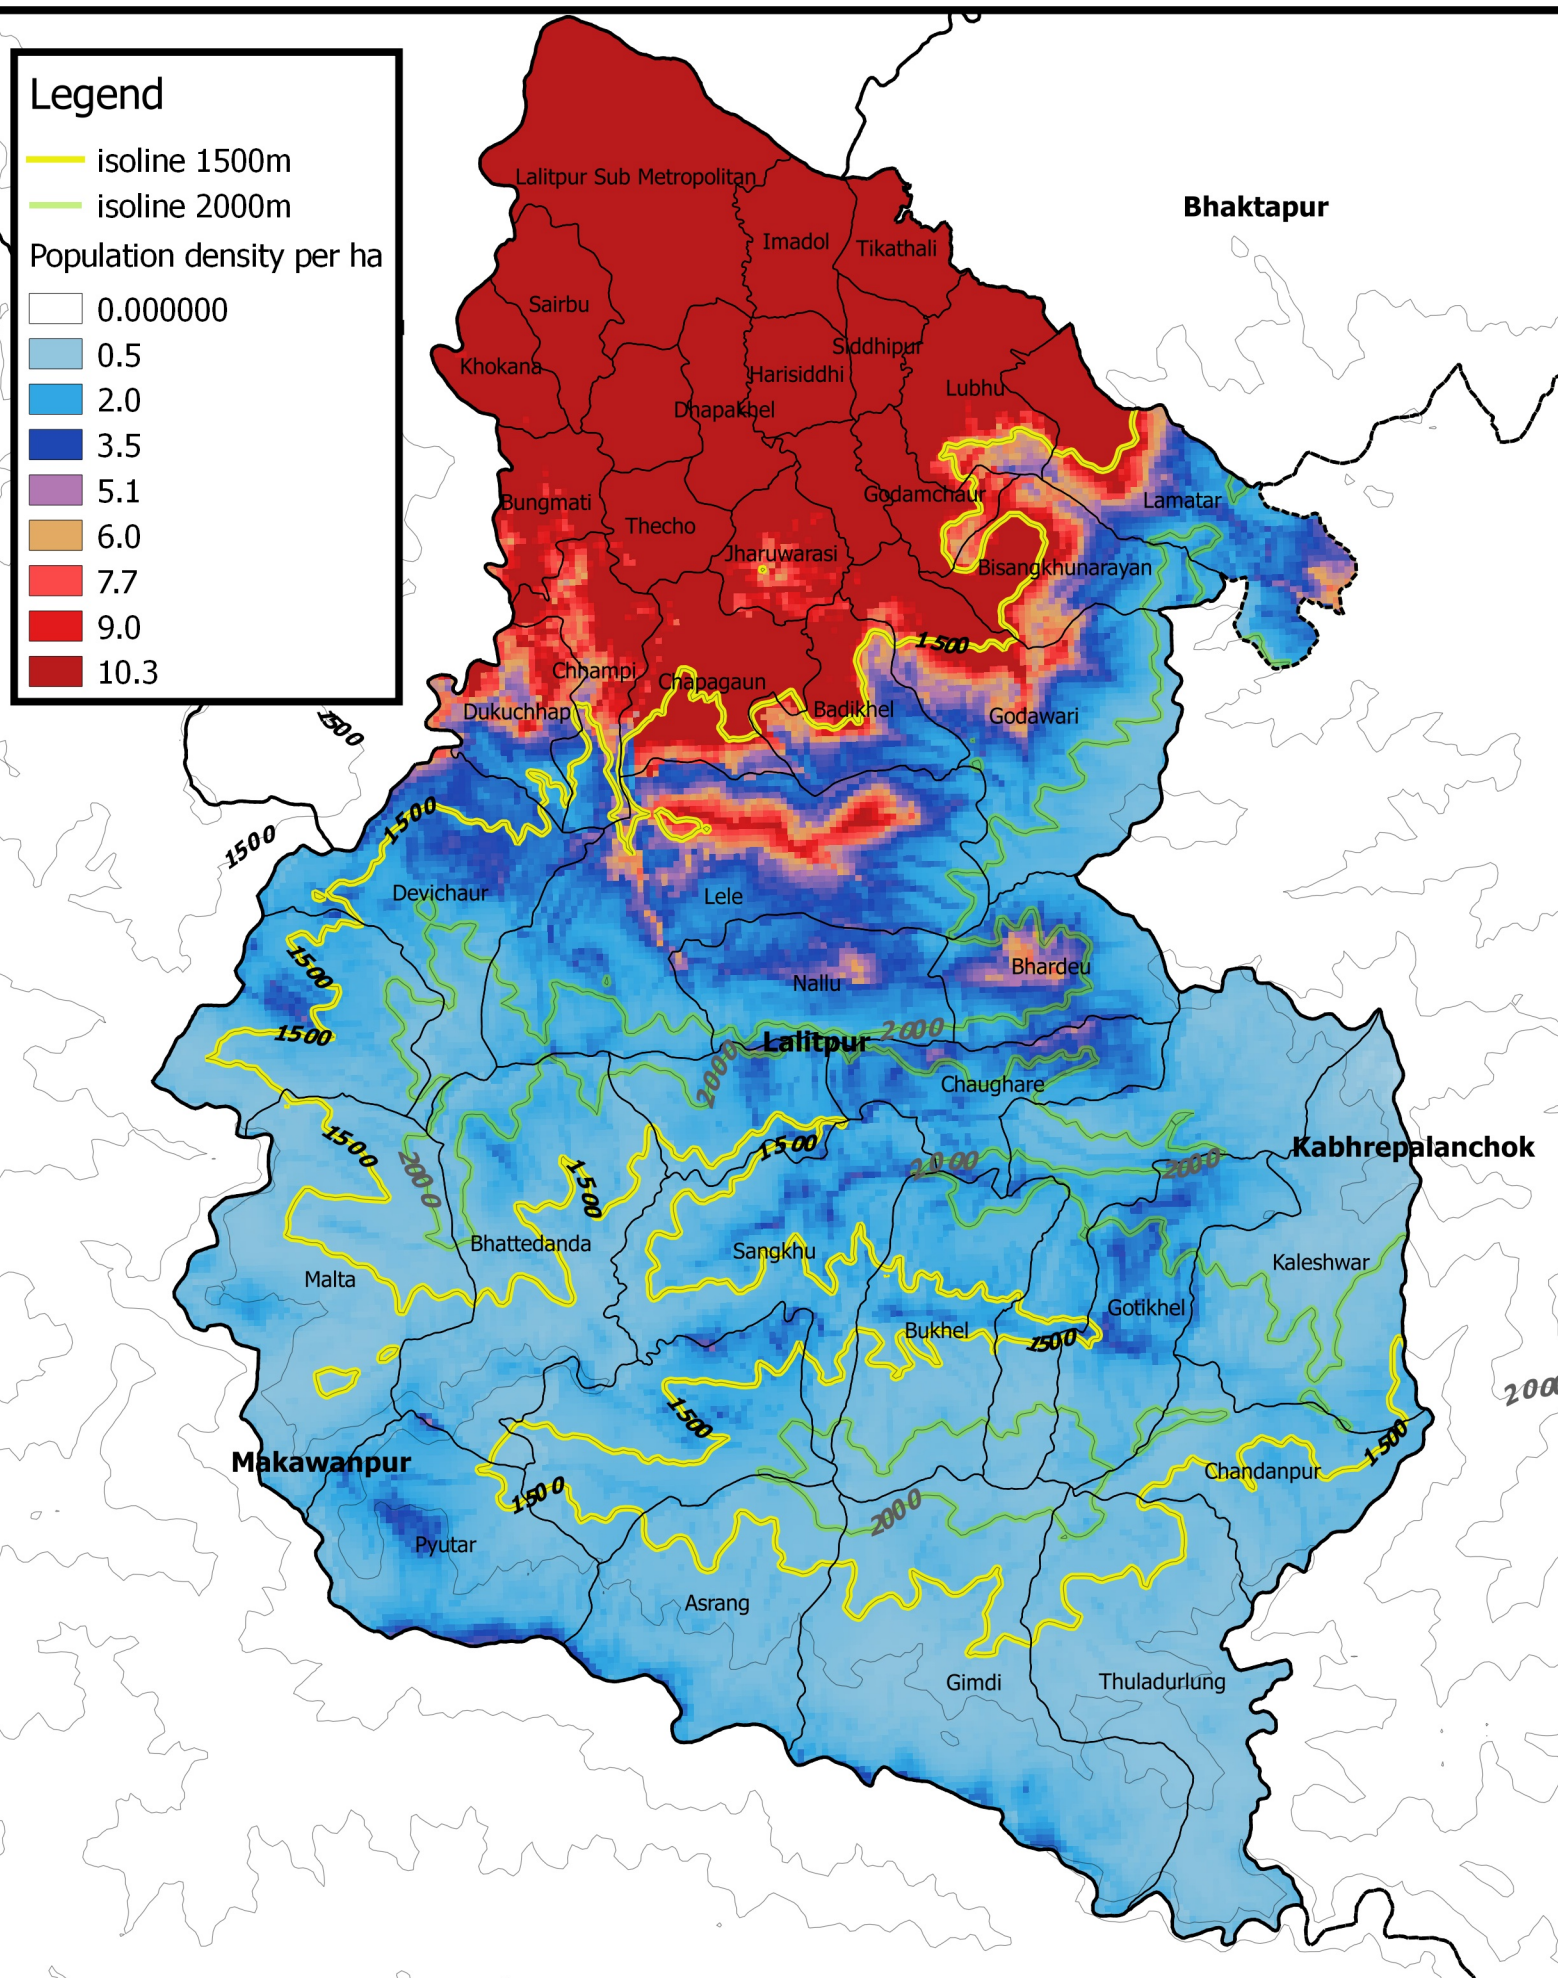 Legend
isoline 1500m
isoline 2000m
Population density per ha
0.000000
0.5
2.0
3.5
5.1
6.0
7.7
9.0
10.3
Lalitpur Sub Metropolitan
Bhaktapur
Imadol
Tikathali
Sairbu
Siddhipur
Khokana
Harisiddhi
Lubhu
Dhapakhel
Godamchaur
Lamatar
Bungmati
Thecho
Jharuwarasi
Bisangkhunarayan
1500
Chhampi
Chapagaun
Badikhel
Dukuchhap
Godawari
1500
1500
1500
Devichaur
Lele
1500
Bhardeu
Nallu
1500
2000
Lalitpur
2000
Chaughare
1500
1500
Kabhrepalanchok
2000
2000
2000
1500
Bhattedanda
Sangkhu
Kaleshwar
Malta
Gotikhel
Bukhel
1500
2000
1500
1500
Makawanpur
Chandanpur
1500
2000
Pyutar
Asrang
Gimdi
Thuladurlung